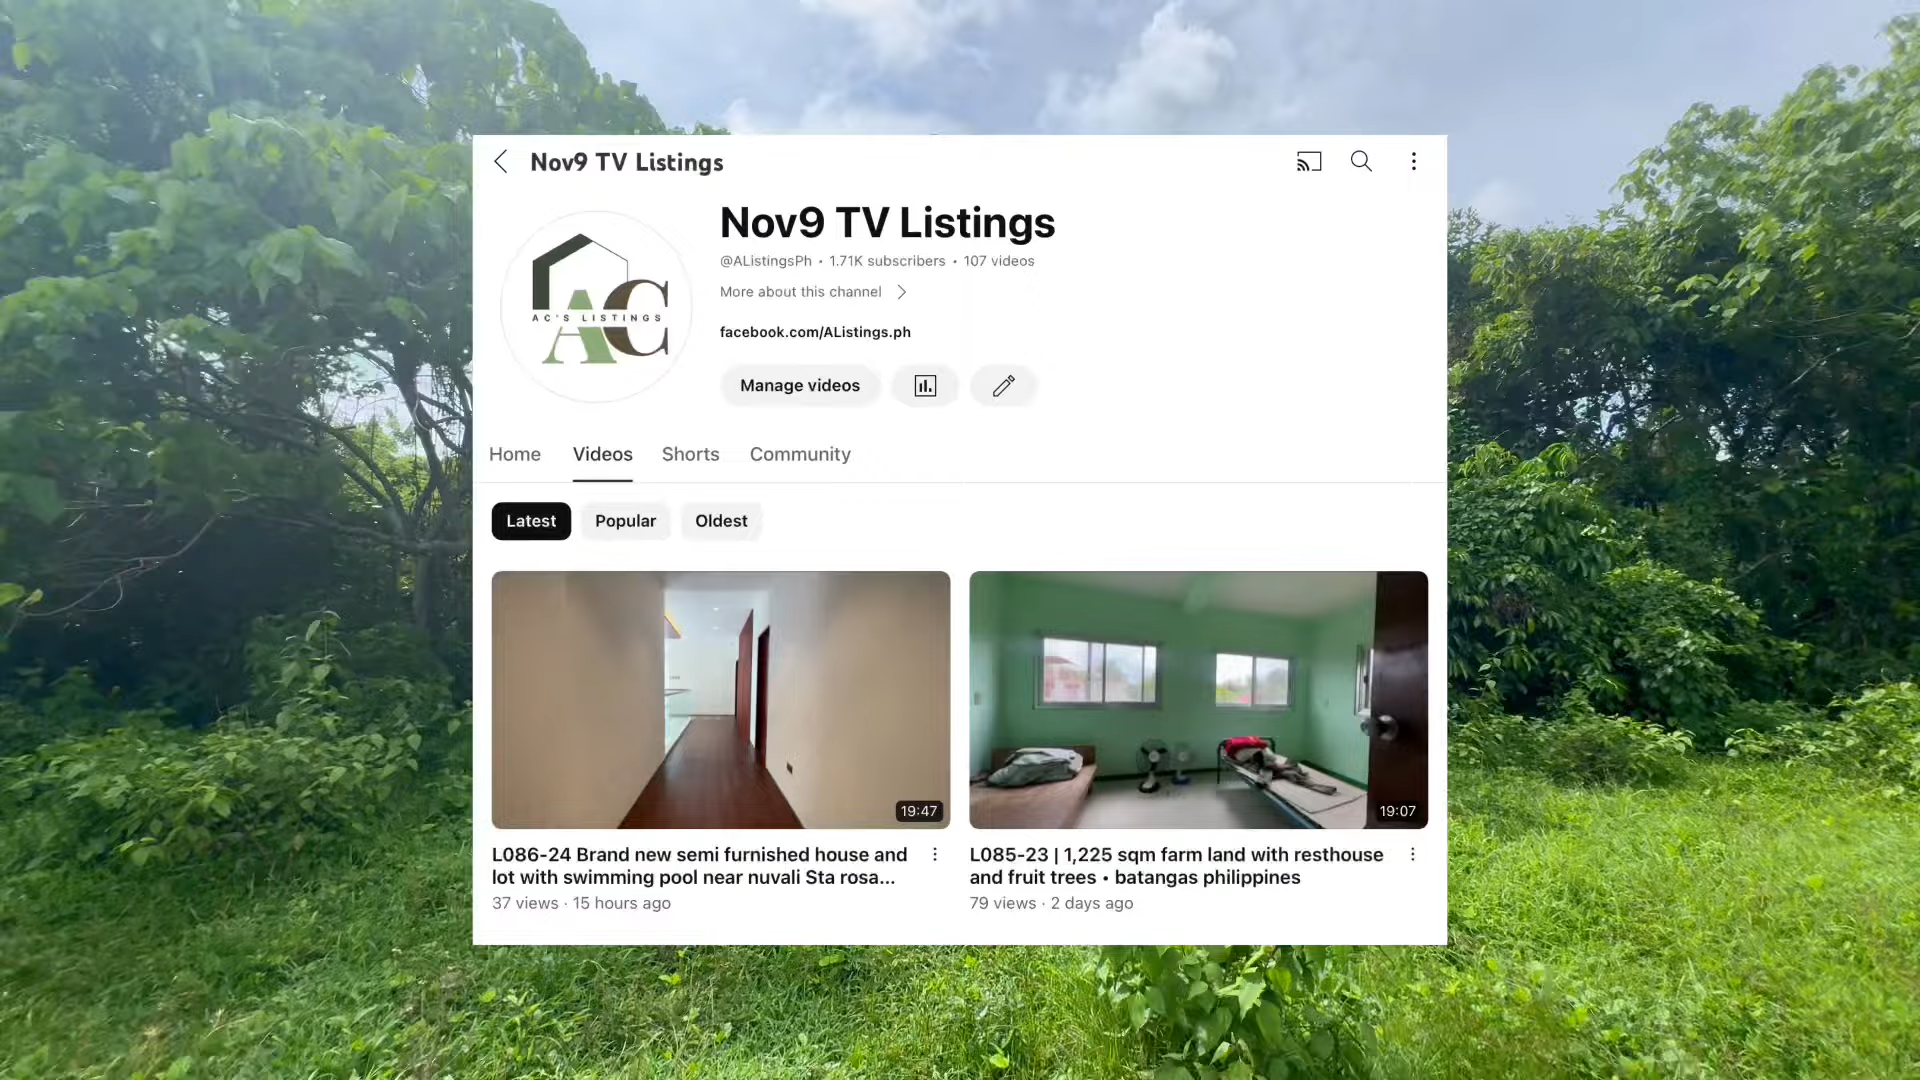 Nov9 TV Listings
Nov9 TV Listings
@AListingsPh • 1.71K subscribers • 107 videos
More about this channel
facebook.com/AListings.ph
AC
AC'S LISTINGS
Manage videos
Home Videos Shorts Community
Latest Popular Oldest
19:47
19:07
L086-24 Brand new semi furnished house and
lot with swimming pool near nuvali Sta rosa...
37 views · 15 hours ago
L085-23 | 1,225 sqm farm land with resthouse
and fruit trees • batangas philippines
79 views · 2 days ago